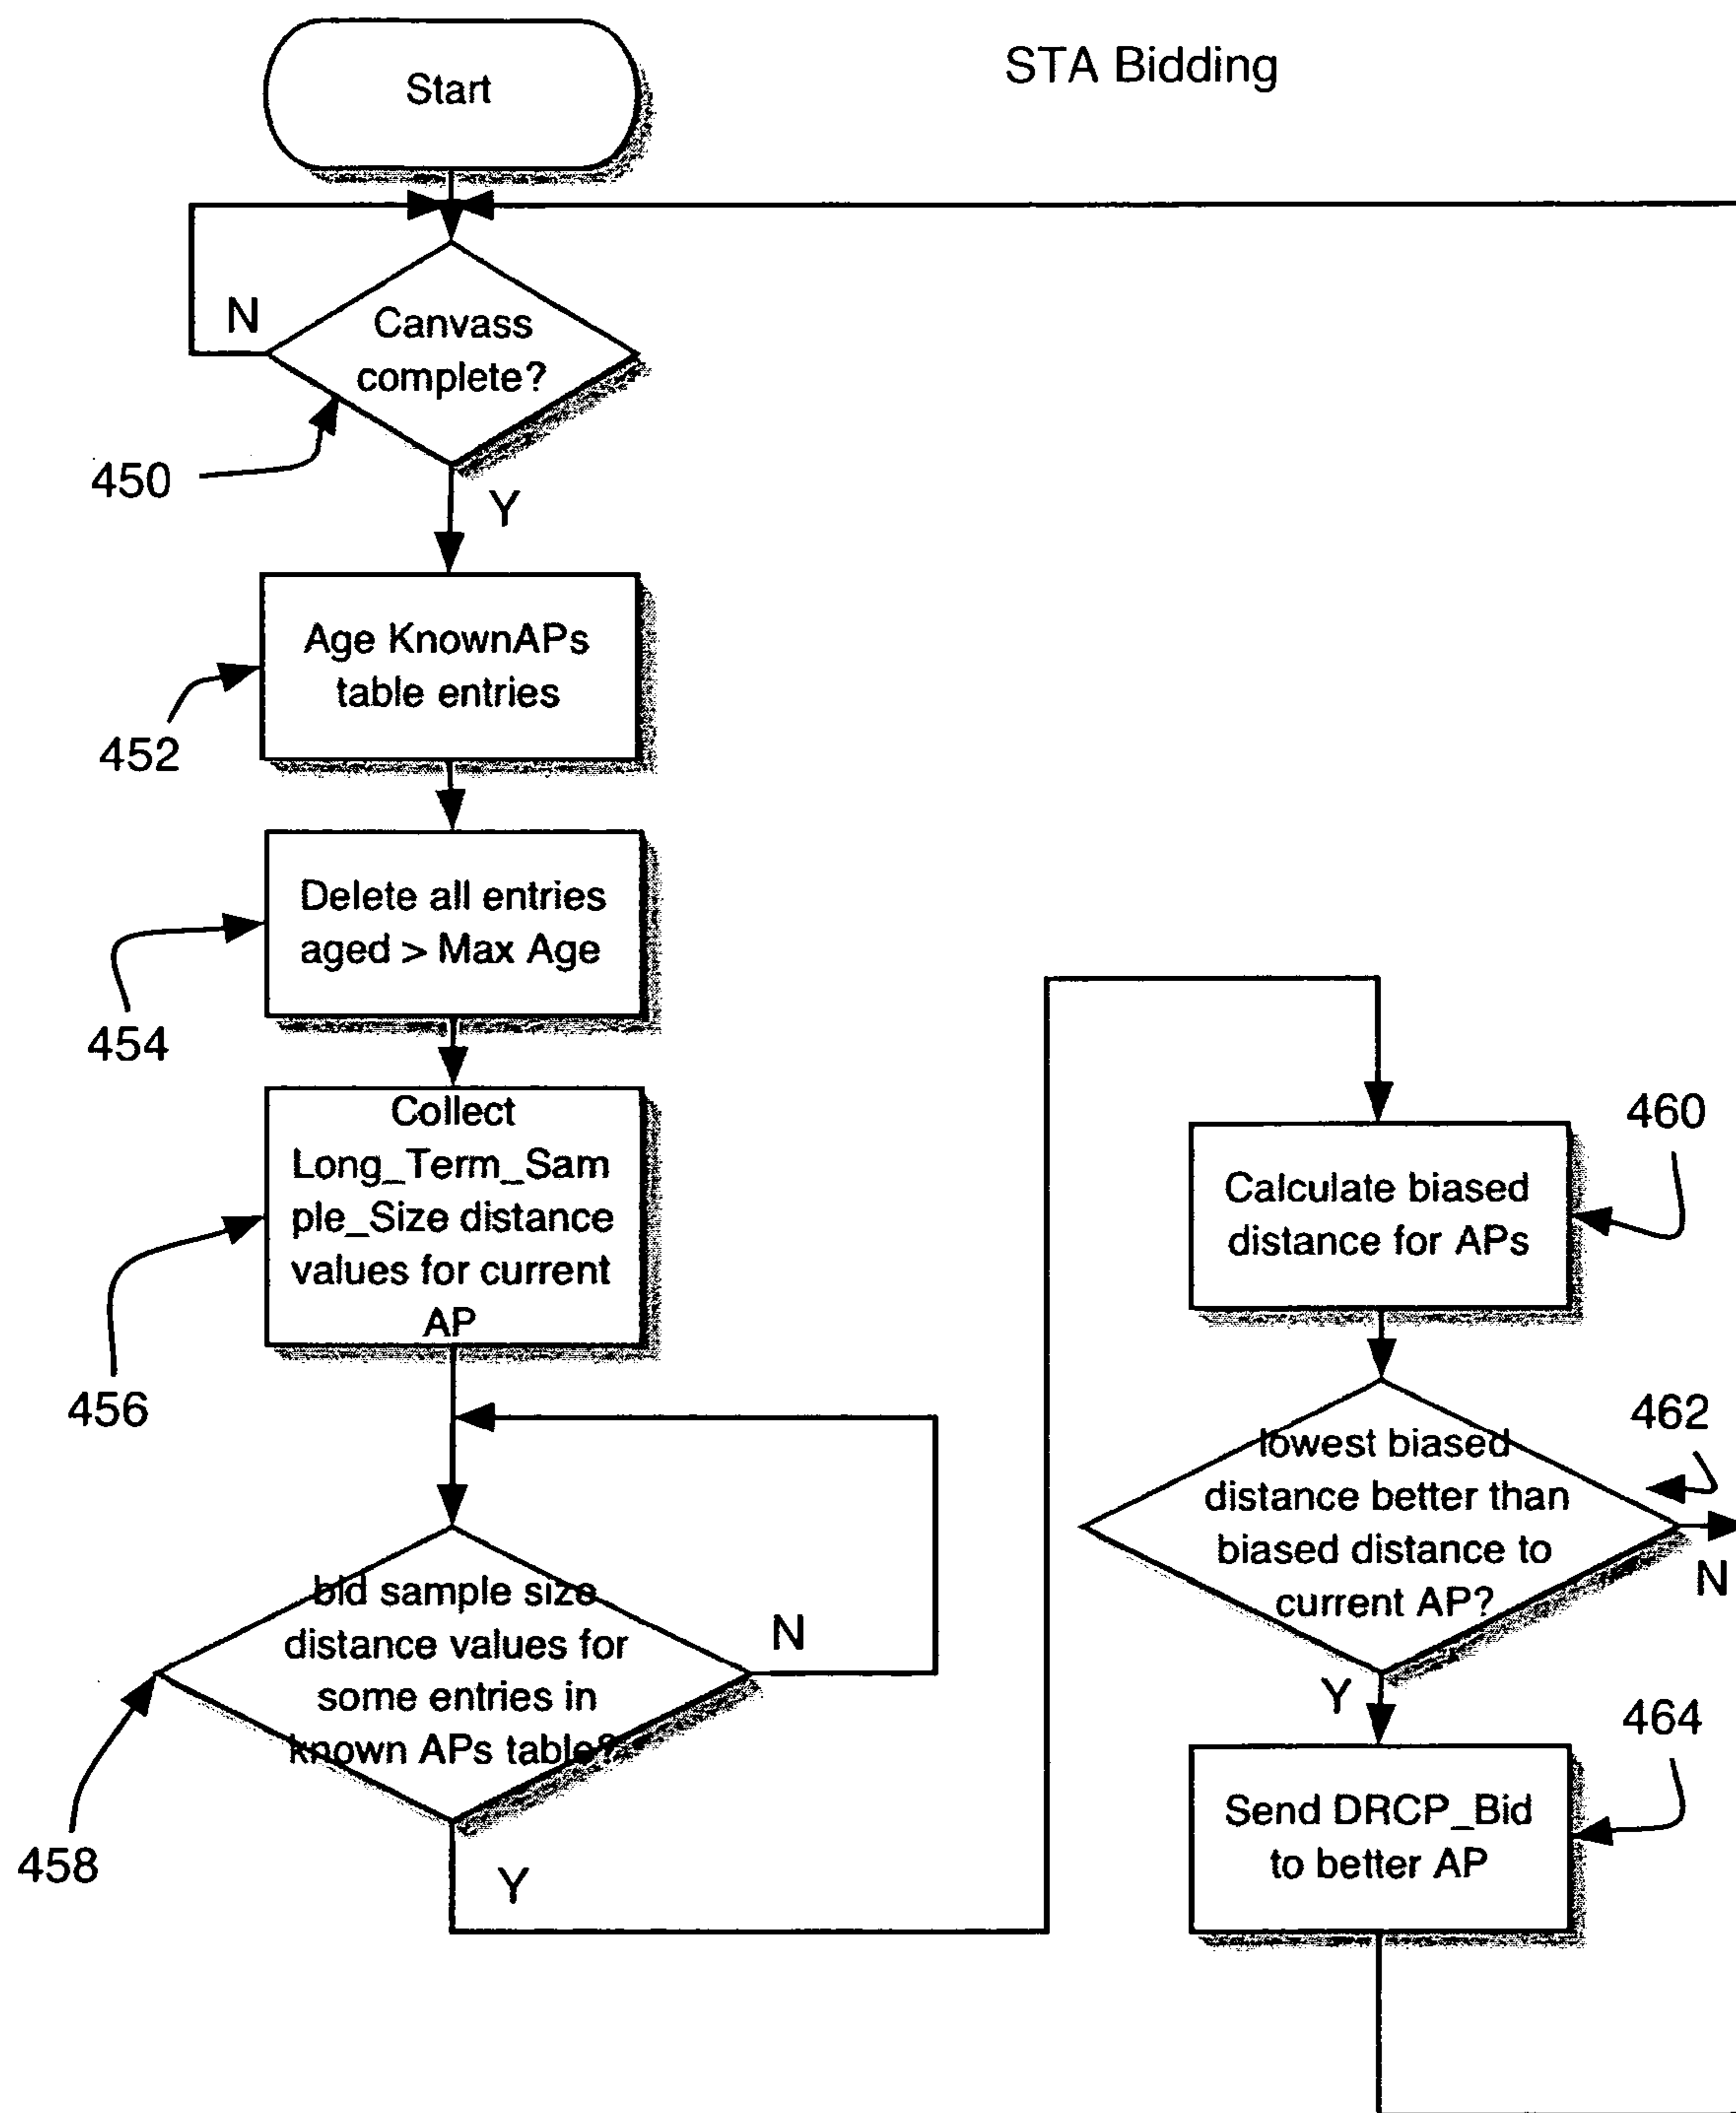 STA Bidding
Start
Canvass
complete?
N
450
Y
Age KnownAPs
table entries
452
Delete all entries
aged > Max Age
454
Collect
Long_Term_Sam
ple_Size distance
values for current
AP
456
bid sample size
distance values for
some entries in
known APs table?
N
458
Y
Calculate biased
distance for APs
460
lowest biased
distance better than
biased distance to
current AP?
462
N
Y
Send DRCP_Bid
to better AP
464